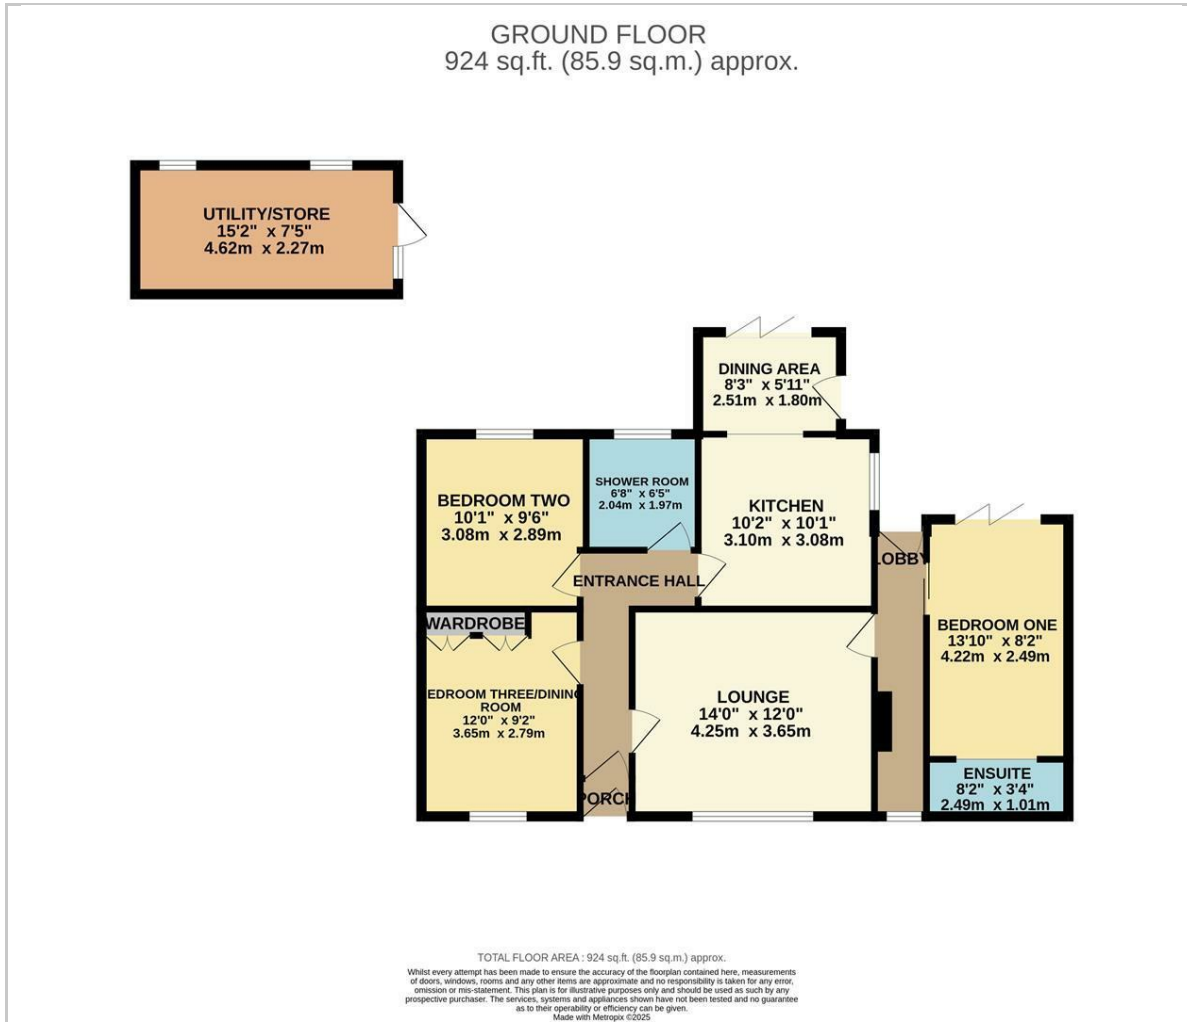 GROUND FLOOR
924 sq.ft. (85.9 sq.m.) approx.
UTILITY/STORE
15'2" x 7'5"
4.62m x 2.27m
DINING AREA
8'3" x 5'11"
2.51m x 1.80m
BEDROOM TWO
10'1" x 9'6"
3.08m x 2.89m
SHOWER ROOM
6'8" x 6'5"
2.04m x 1.97m
KITCHEN
10'2" x 10'1"
3.10m x 3.08m
ENTRANCE HALL
LOBBY
WARDROBE
BEDROOM ONE
13'10" x 8'2"
4.22m x 2.49m
BEDROOM THREE/DINING
ROOM
12'0" x 9'2"
3.65m x 2.79m
LOUNGE
14'0" x 12'0"
4.25m x 3.65m
PORCH
ENSUITE
8'2" x 3'4"
2.49m x 1.01m
TOTAL FLOOR AREA : 924 sq.ft. (85.9 sq.m.) approx.
Whilst every attempt has been made to ensure the accuracy of the floorplan contained here, measurements
of doors, windows, rooms and any other items are approximate and no responsibility is taken for any error,
omission or mis-statement. This plan is for illustrative purposes only and should be used as such by any
prospective purchaser. The services, systems and appliances shown have not been tested and no guarantee
as to their operability or efficiency can be given.
Made with Metropix ©2025